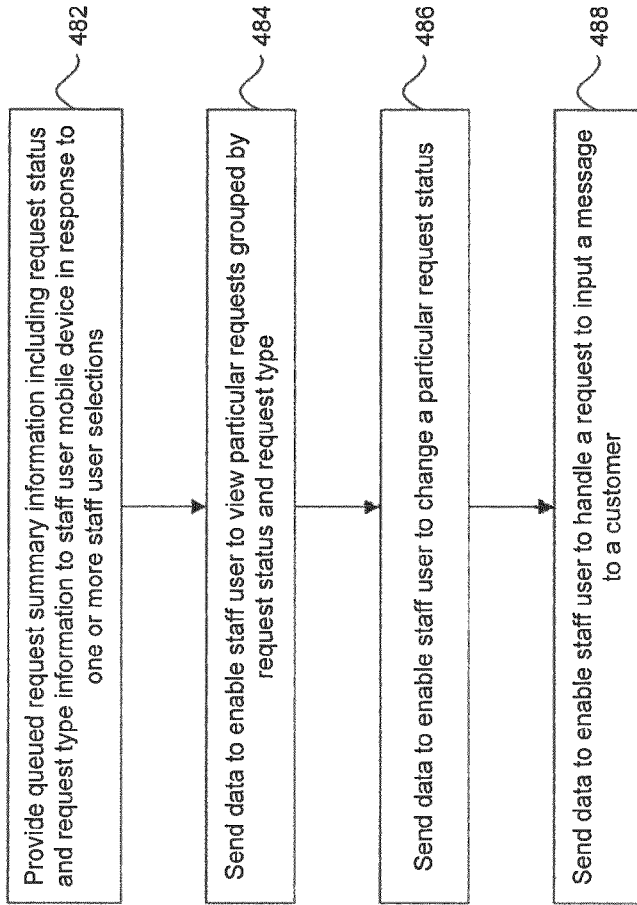 Provide queued request summary information including request status
and request type information to staff user mobile device in response to
one or more staff user selections
482
Send data to enable staff user to view particular requests grouped by
request status and request type
484
Send data to enable staff user to change a particular request status
486
Send data to enable staff user to handle a request to input a message
to a customer
488